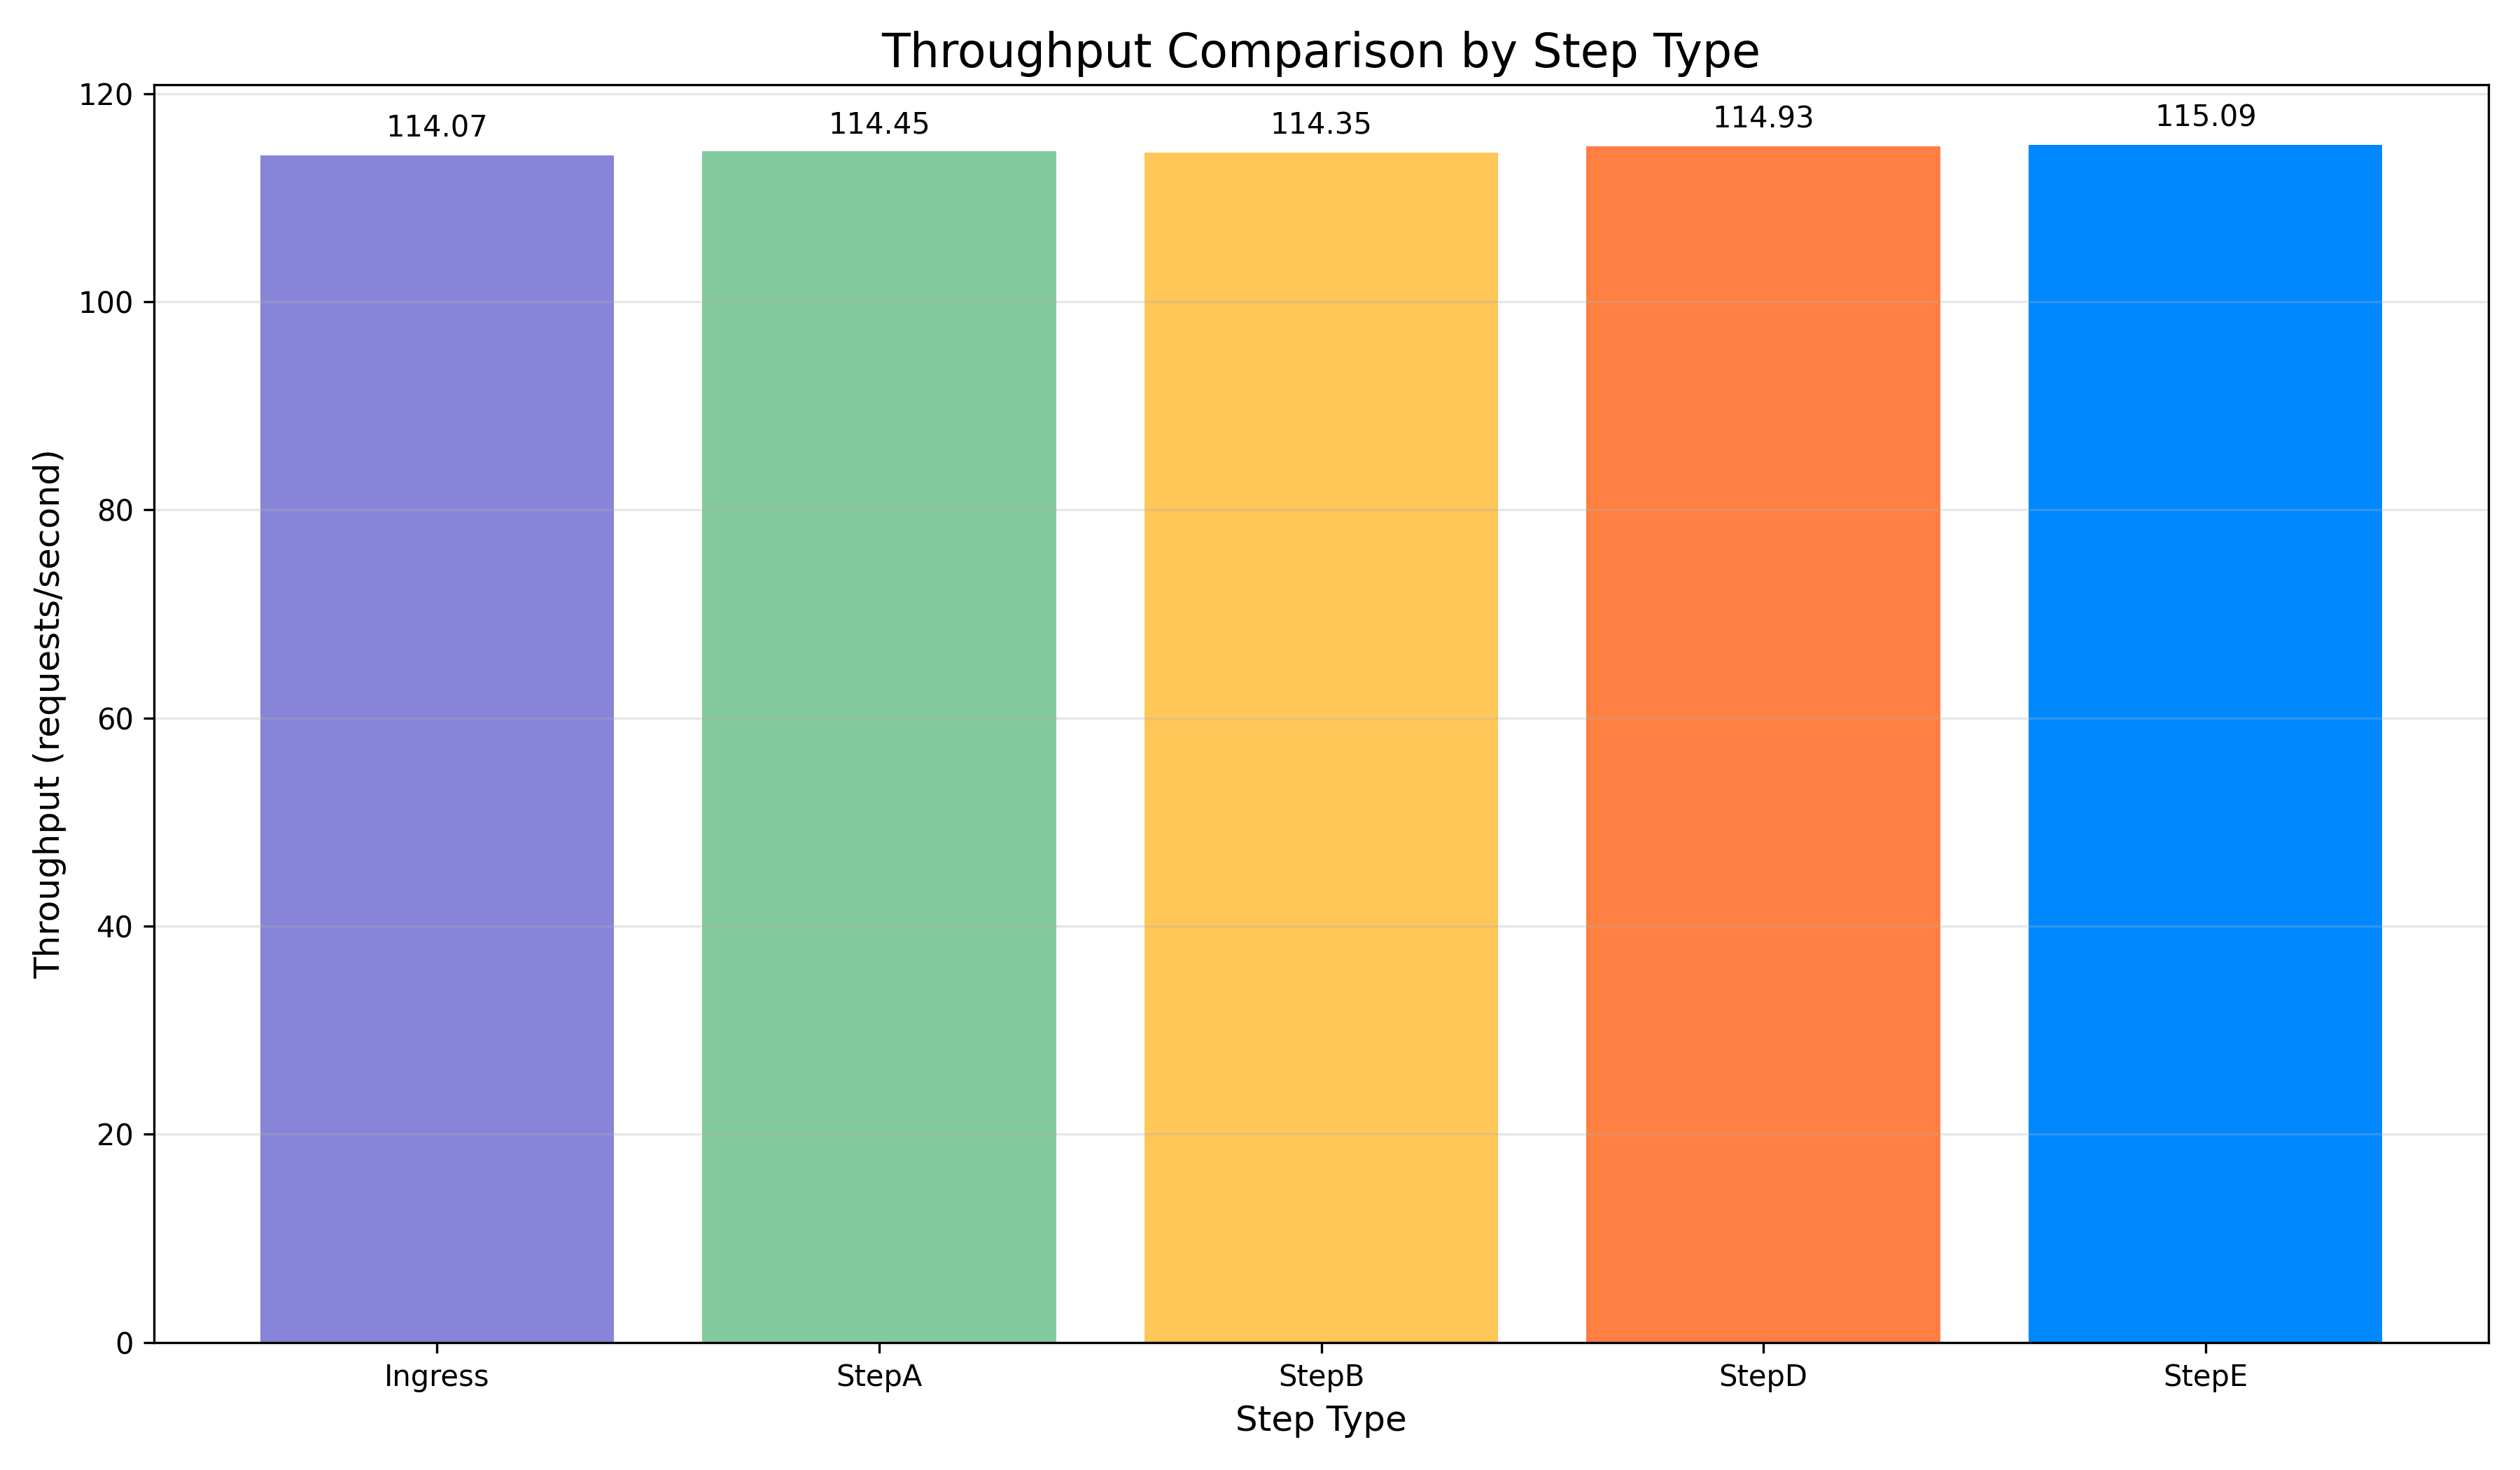 Throughput Comparison by Step Type
Throughput (requests/second)
120
100
80
60
40
20
0
114.07
114.45
114.35
114.93
115.09
Ingress
StepA
StepB
StepD
StepE
Step Type